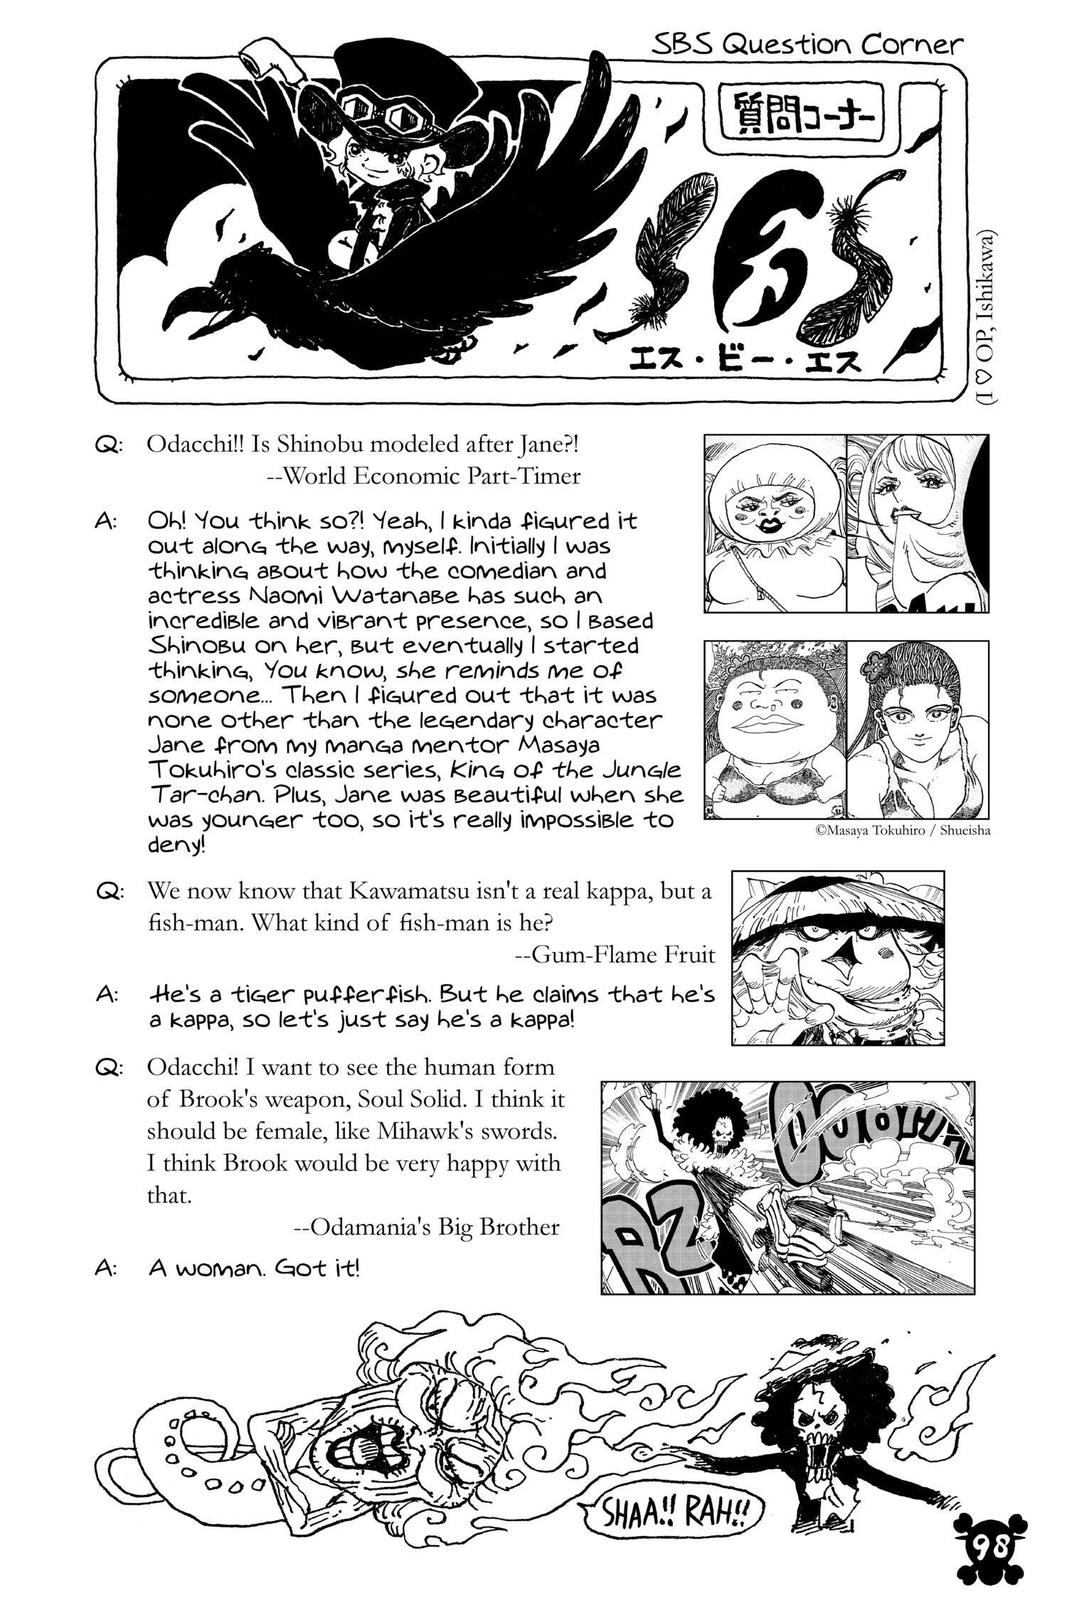 SBS Question Corner
質問コーナー
SBS
エス・ビー・エス
(I ♡ OP, Ishikawa)
Q: Odacchi!! Is Shinobu modeled after Jane?!
--World Economic Part-Timer
A: Oh! You think so?! Yeah, I kinda figured it
out along the way, myself. Initially I was
thinking about how the comedian and
actress Naomi Watanabe has such an
incredible and vibrant presence, so I based
Shinobu on her, but eventually I started
thinking, You know, she reminds me of
someone... Then I figured out that it was
none other than the legendary character
Jane from my manga mentor Masaya
Tokuhiro's classic series, King of the Jungle
Tar-chan. Plus, Jane was beautiful when she
was younger too, so it's really impossible to
deny!
©Masaya Tokuhiro / Shueisha
Q: We now know that Kawamatsu isn't a real kappa, but a
fish-man. What kind of fish-man is he?
--Gum-Flame Fruit
A: He's a tiger pufferfish. But he claims that he's
a kappa, so let's just say he's a kappa!
Q: Odacchi! I want to see the human form
of Brook's weapon, Soul Solid. I think it
should be female, like Mihawk's swords.
I think Brook would be very happy with
that.
--Odamania's Big Brother
A: A woman. Got it!
SHAA!! RAH!!
98